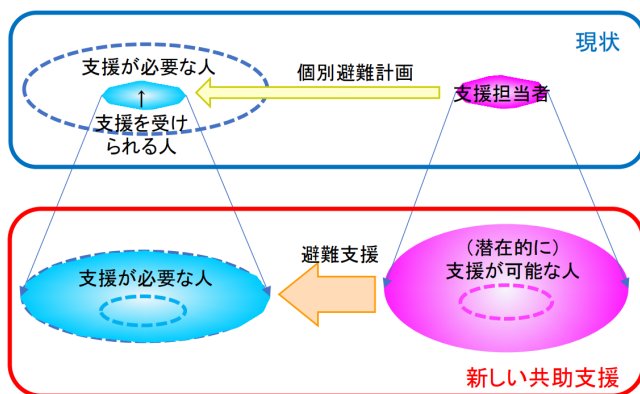 現状
支援が必要な人
個別避難計画
支援担当者
↑
支援を受け
られる人
避難支援
(潜在的に)
支援が可能な人
支援が必要な人
新しい共助支援